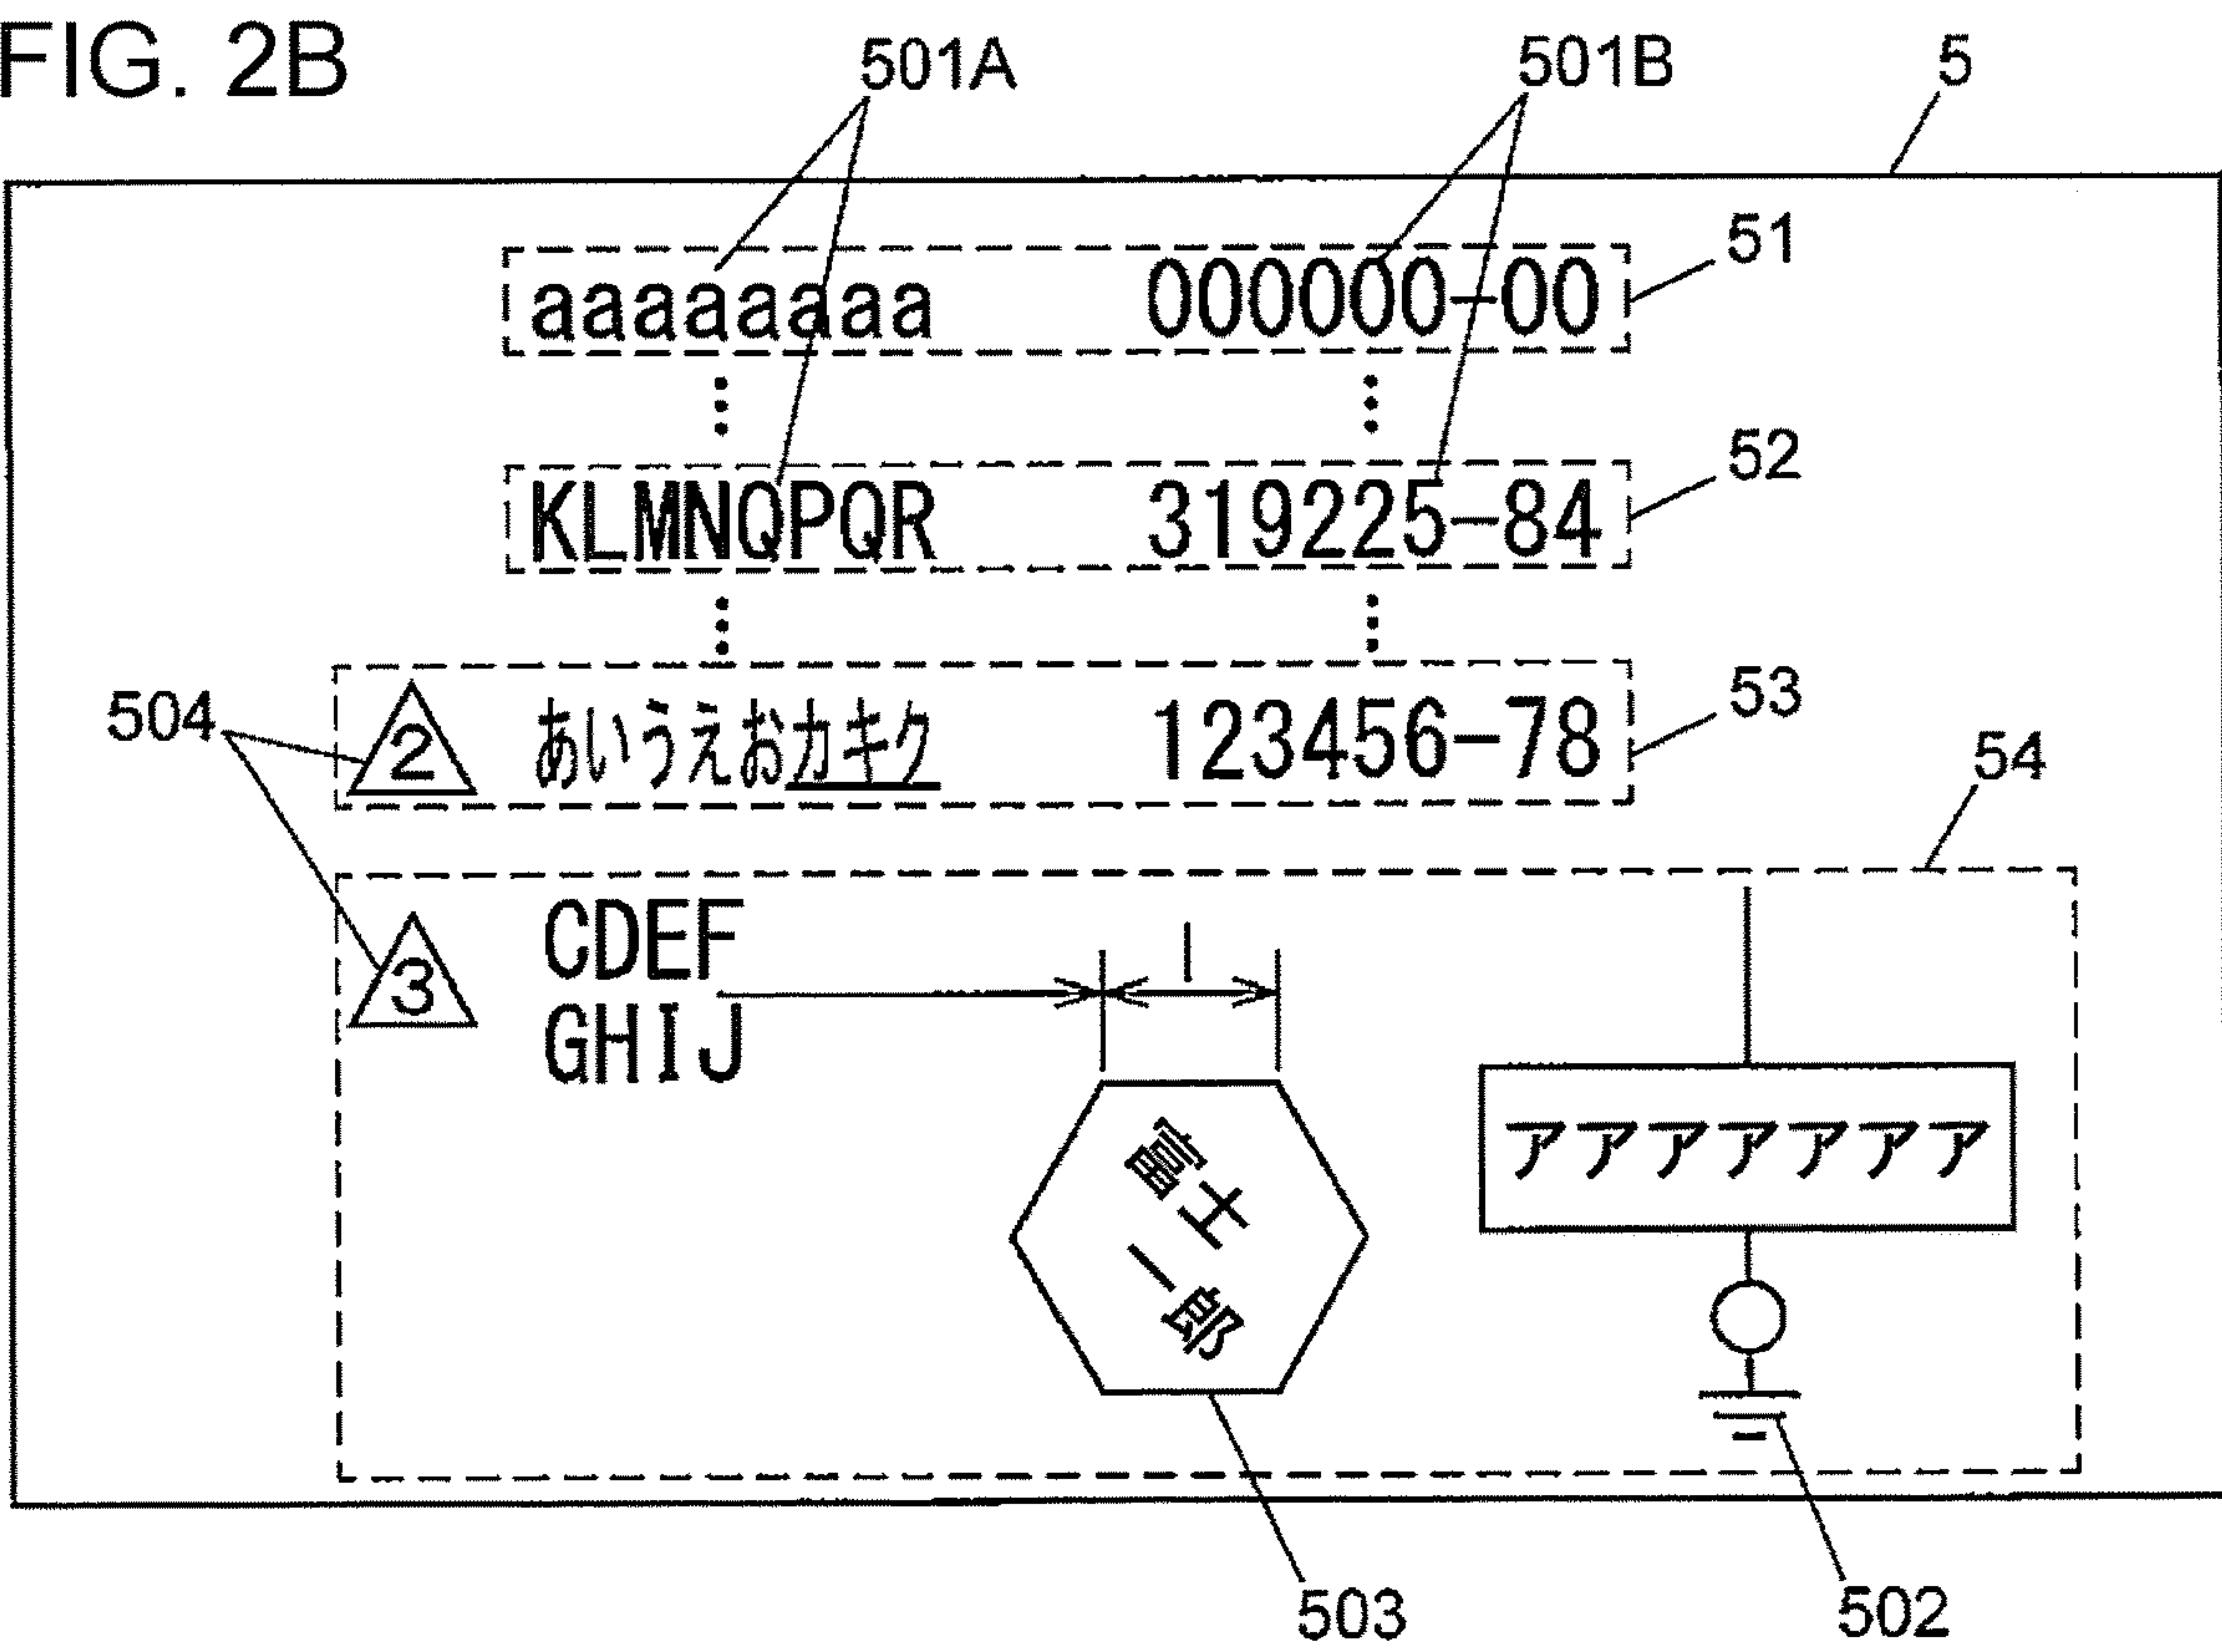 FIG. 2B
501A
501B
5
aaaaaaaa 000000-00
51
KLMNQPQR 319225-84
52
504
2 あいうえおカキク 123456-78
53
54
3
CDEF
GHIJ
l
富士
一郎
アアアアアアア
503
502